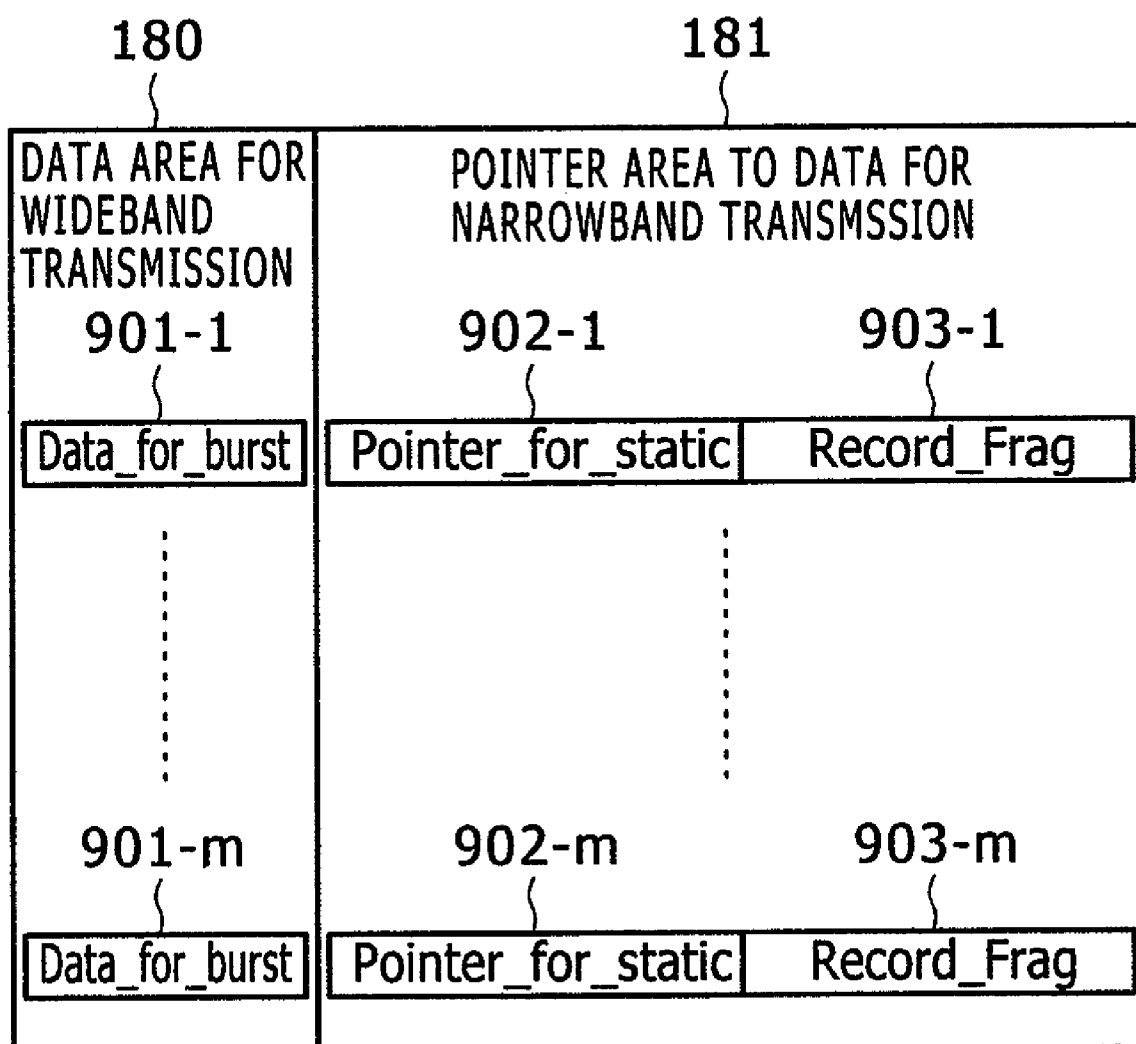 180
181
DATA AREA FOR
WIDEBAND
TRANSMISSION
POINTER AREA TO DATA FOR
NARROWBAND TRANSMSSION
901-1
902-1
903-1
Data_for_burst
Pointer_for_static
Record_Frag
901-m
902-m
903-m
Data_for_burst
Pointer_for_static
Record_Frag